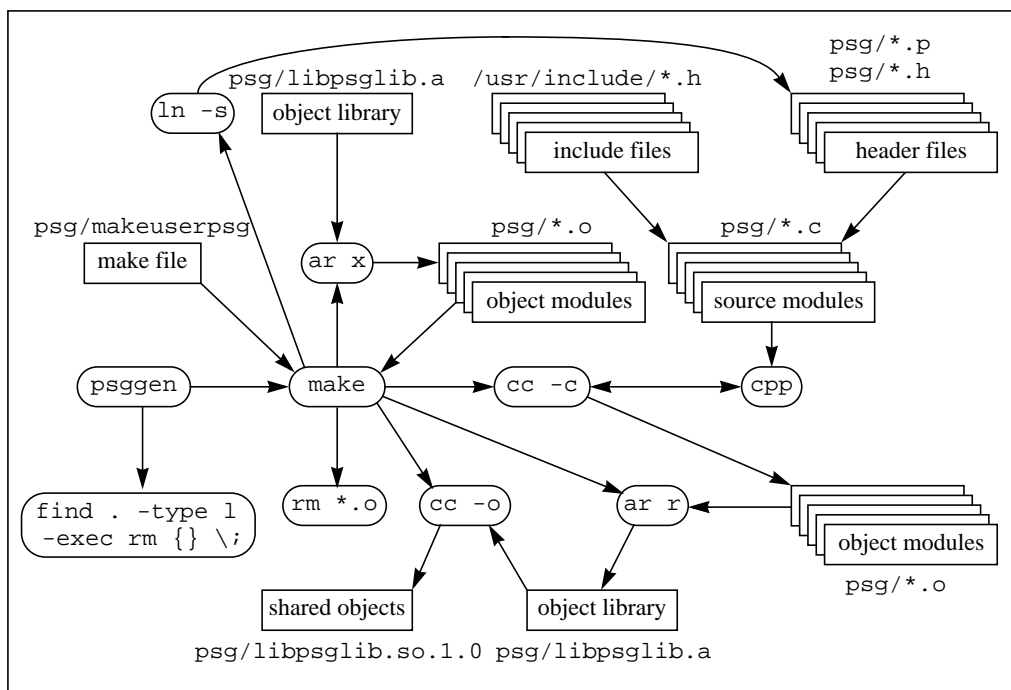 psg/*.p
psg/*.h
psg/libpsglib.a
/usr/include/*.h
ln -s
object library
include files
header files
psg/makeuserpsg
psg/*.o
psg/*.c
make file
ar x
object modules
source modules
psggen
make
cc -c
cpp
find . -type l
-exec rm {} \;
rm *.o
cc -o
ar r
object modules
psg/*.o
shared objects
object library
psg/libpsglib.so.1.0
psg/libpsglib.a